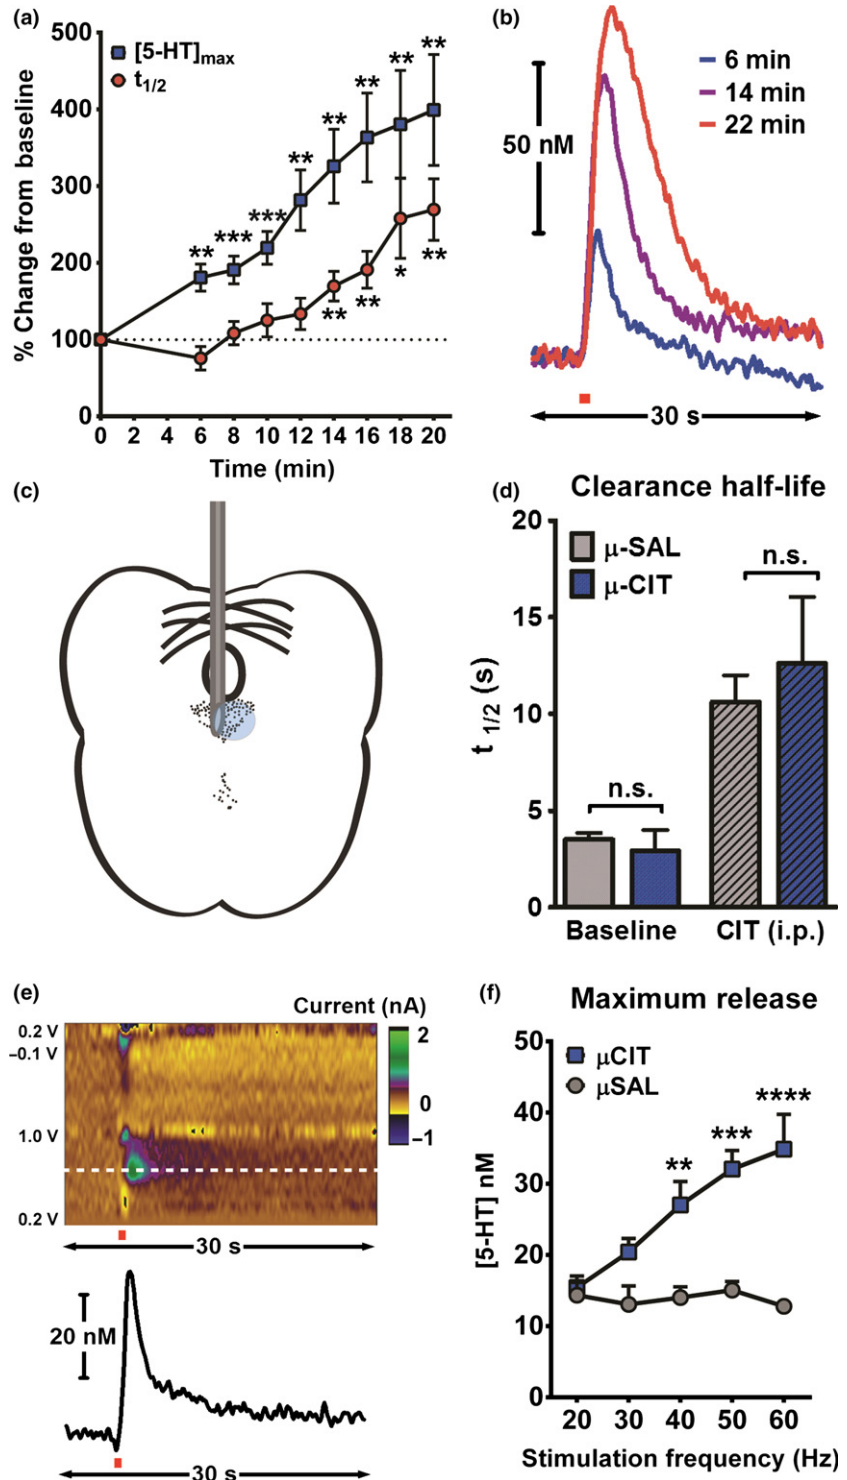 (a)
500
400
300
200
100
0
% Change from baseline
[5-HT]max
t1/2
**
***
***
**
**
**
**
**
**
**
*
**
0 2 6 8 10 12 14 16 18 20
Time (min)
(b)
50 nM
6 min
14 min
22 min
30 s
(c)
(d)
Clearance half-life
20
15
10
5
0
t 1/2 (s)
μ-SAL
μ-CIT
n.s.
n.s.
Baseline
CIT (i.p.)
(e)
Current (nA)
0.2 V
–0.1 V
1.0 V
0.2 V
2
0
–1
30 s
20 nM
30 s
(f)
Maximum release
50
40
30
20
10
0
[5-HT] nM
μCIT
μSAL
**
***
****
20 30 40 50 60
Stimulation frequency (Hz)